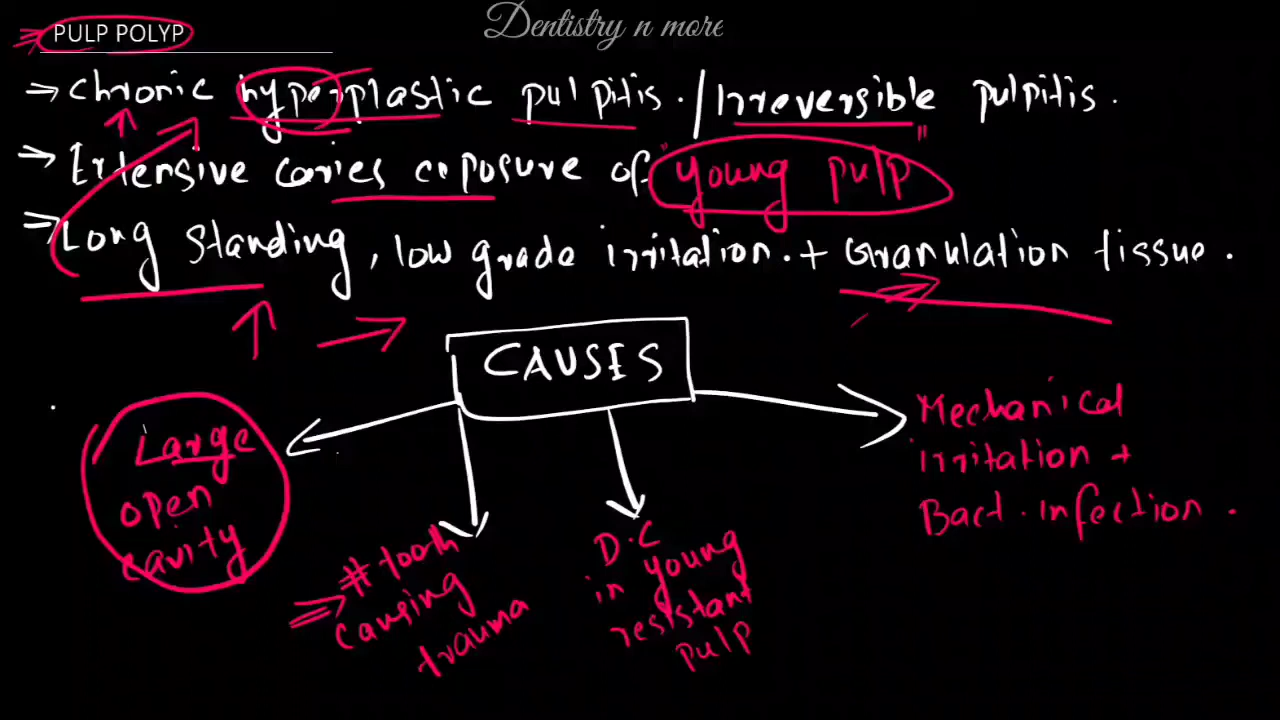 Dentistry n more
PULP POLYP
→ Chronic hyperplastic pulpitis. / Irreversible pulpitis.
→ Extensive caries exposure of "young pulp"
→ Long standing, low grade irritation. + Granulation tissue.
CAUSES
Large
open
cavity
# tooth
causing
trauma
D.C
in young
resistant
pulp
Mechanical
irritation +
Bact. infection.